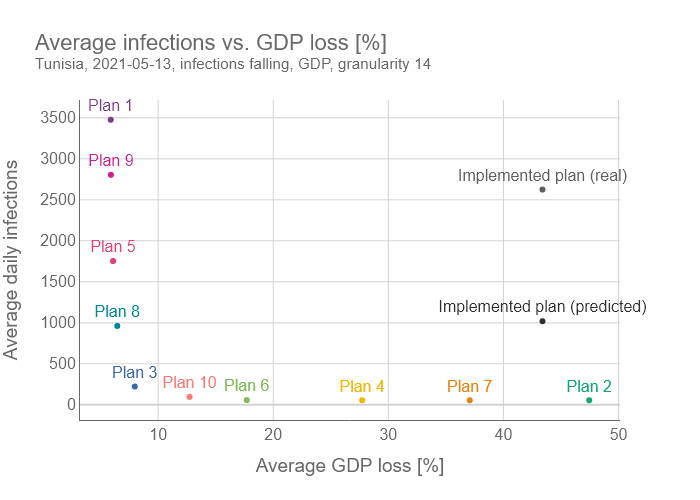 Average infections vs. GDP loss [%]
Tunisia, 2021-05-13, infections falling, GDP, granularity 14
Plan 1
3500
Plan 9
3000
Implemented plan (real)
2500
Plan 5
2000
1500
Plan 8
Implemented plan (predicted)
1000
500
Plan 3
Plan 10
Plan 6
Plan 4
Plan 7
Plan 2
0
10
20
30
40
50
Average GDP loss [%]
Average daily infections